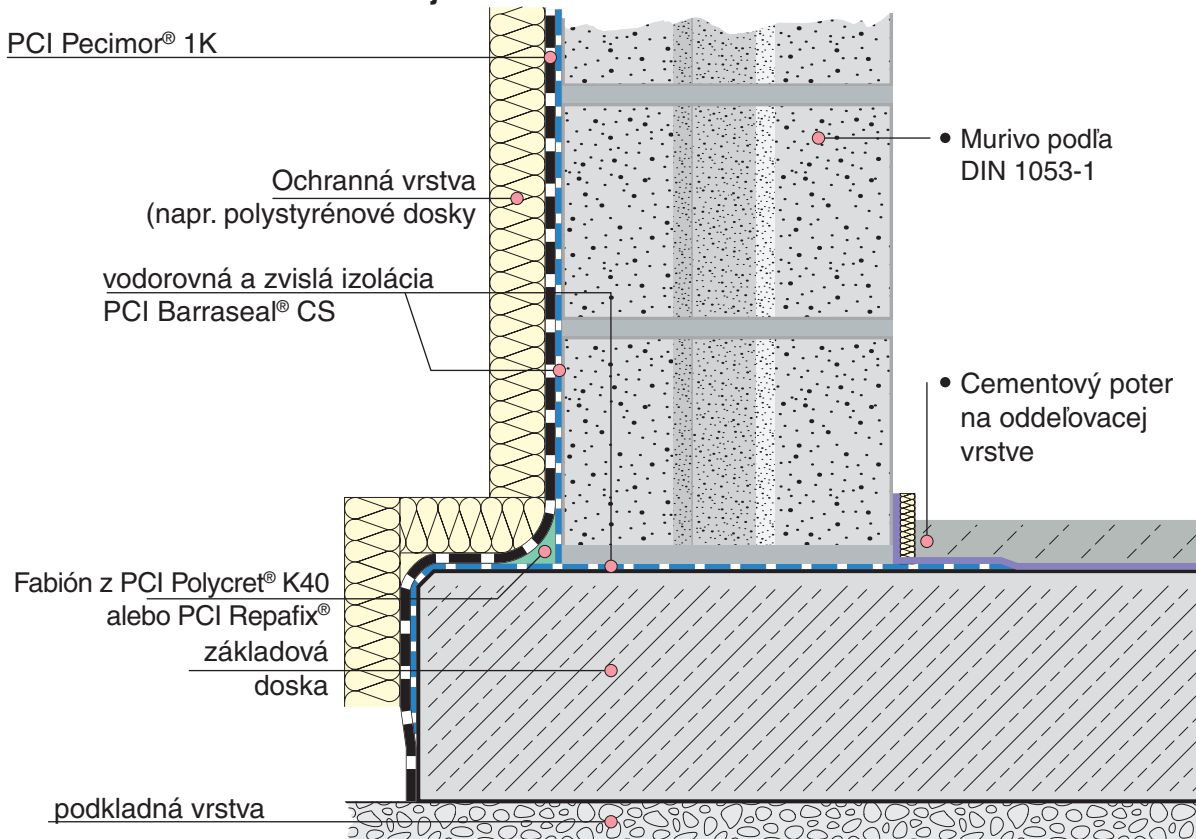 PCI Pecimor® 1K
Ochranná vrstva
(napr. polystyrénové dosky
vodorovná a zvislá izolácia
PCI Barraseal® CS
Fabión z PCI Polycret® K40
alebo PCI Repafix®
základová
doska
podkladná vrstva
• Murivo podľa
DIN 1053-1
• Cementový poter
na oddeľovacej
vrstve